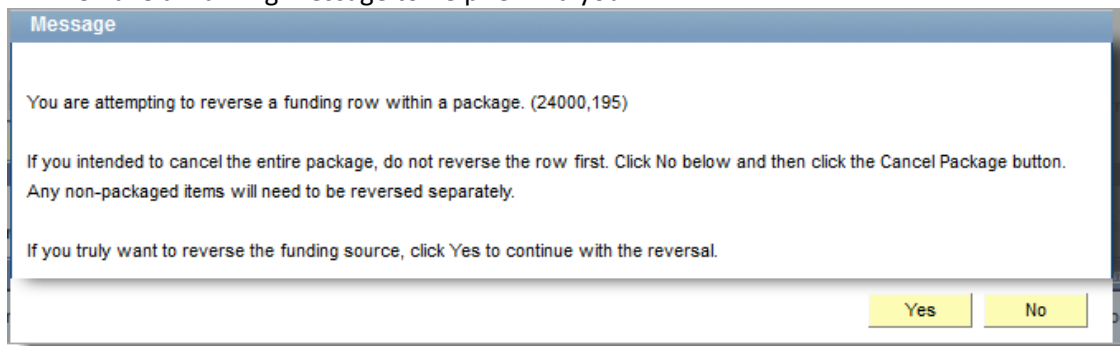 Message
You are attempting to reverse a funding row within a package. (24000,195)
If you intended to cancel the entire package, do not reverse the row first. Click No below and then click the Cancel Package button.
Any non-packaged items will need to be reversed separately.
If you truly want to reverse the funding source, click Yes to continue with the reversal.
Yes No